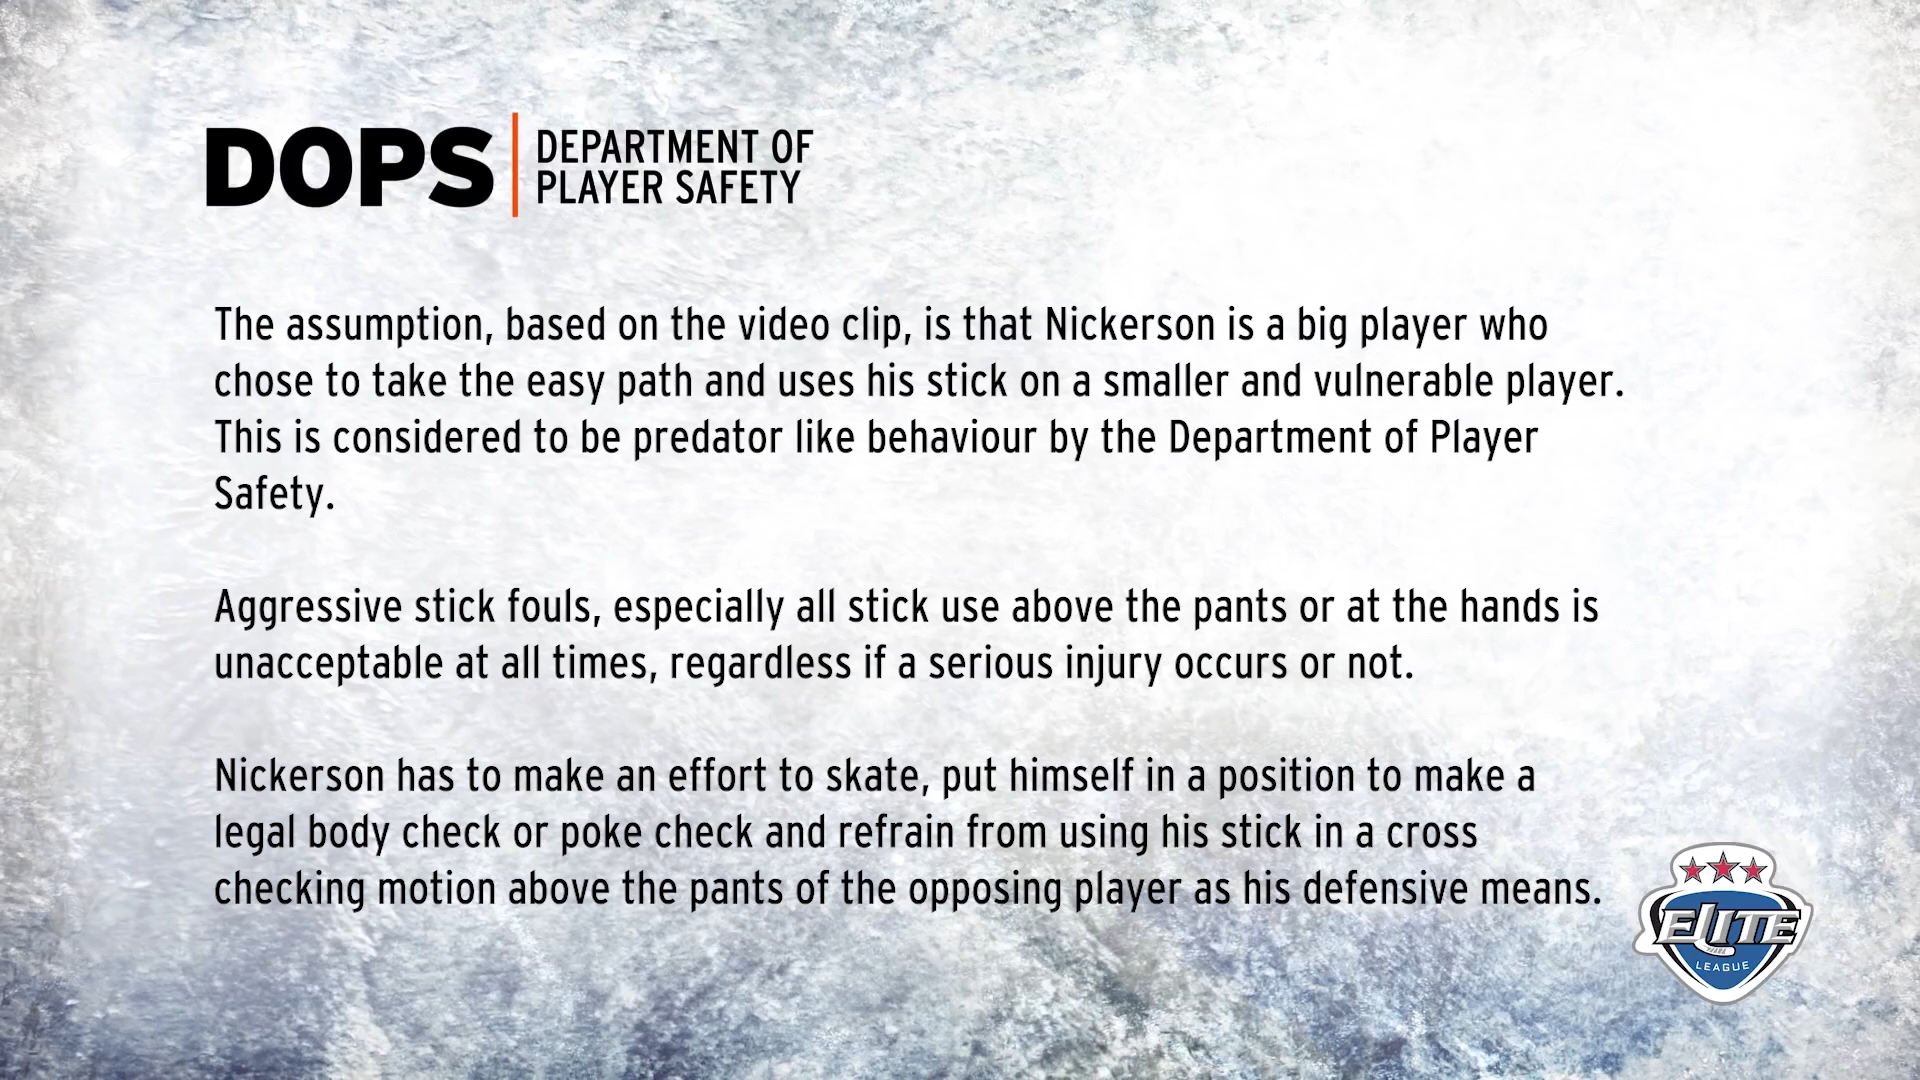 DOPS
DEPARTMENT OF
PLAYER SAFETY
The assumption, based on the video clip, is that Nickerson is a big player who
chose to take the easy path and uses his stick on a smaller and vulnerable player.
This is considered to be predator like behaviour by the Department of Player
Safety.
Aggressive stick fouls, especially all stick use above the pants or at the hands is
unacceptable at all times, regardless if a serious injury occurs or not.
Nickerson has to make an effort to skate, put himself in a position to make a
legal body check or poke check and refrain from using his stick in a cross
checking motion above the pants of the opposing player as his defensive means.
ELITE
LEAGUE